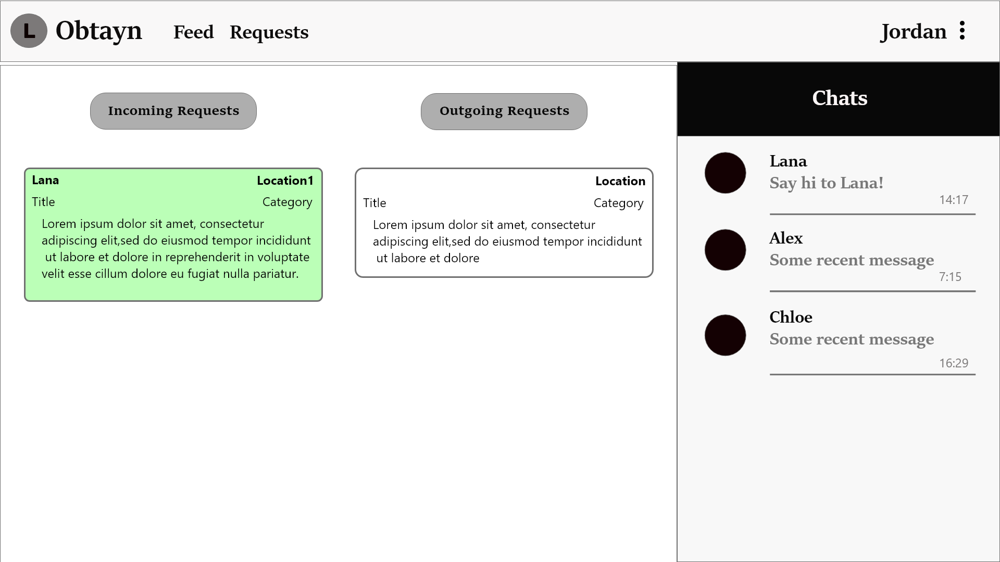 L Obtayn Feed Requests Jordan
Incoming Requests
Lana Location1
Title Category
Lorem ipsum dolor sit amet, consectetur
adipiscing elit,sed do eiusmod tempor incididunt
ut labore et dolore in reprehenderit in voluptate
velit esse cillum dolore eu fugiat nulla pariatur.
Outgoing Requests
Location
Title Category
Lorem ipsum dolor sit amet, consectetur
adipiscing elit,sed do eiusmod tempor incididunt
ut labore et dolore
Chats
Lana
Say hi to Lana!
14:17
Alex
Some recent message
7:15
Chloe
Some recent message
16:29